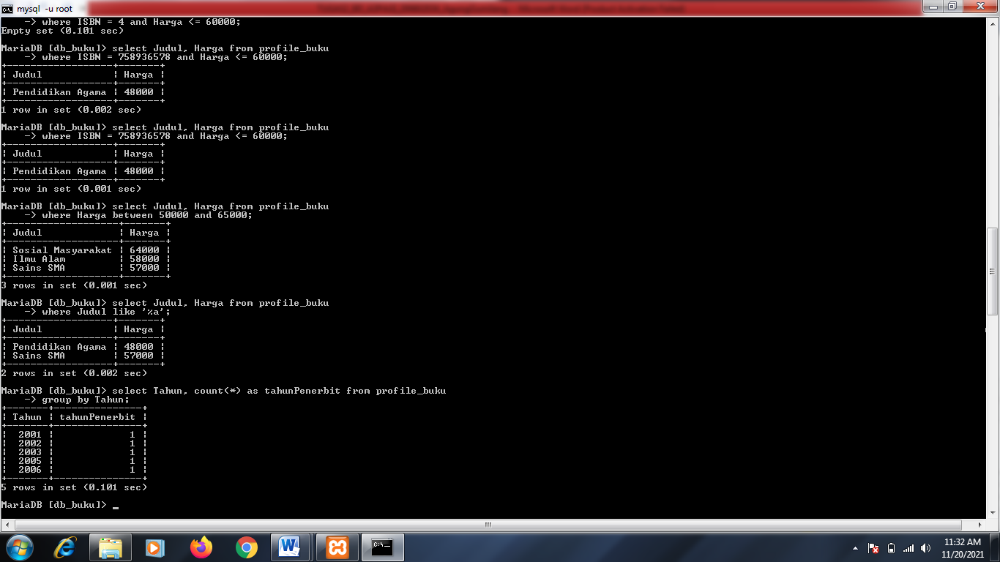 mysql -u root
-> where ISBN = 4 and Harga <= 60000;
Empty set (0.101 sec)
MariaDB [db_buku]> select Judul, Harga from profile_buku
-> where ISBN = 758936578 and Harga <= 60000;
+------------------+-------+
| Judul            | Harga |
+------------------+-------+
| Pendidikan Agama | 48000 |
+------------------+-------+
1 row in set (0.002 sec)
MariaDB [db_buku]> select Judul, Harga from profile_buku
-> where ISBN = 758936578 and Harga <= 60000;
+------------------+-------+
| Judul            | Harga |
+------------------+-------+
| Pendidikan Agama | 48000 |
+------------------+-------+
1 row in set (0.001 sec)
MariaDB [db_buku]> select Judul, Harga from profile_buku
-> where Harga between 50000 and 65000;
+-------------------+-------+
| Judul             | Harga |
+-------------------+-------+
| Sosial Masyarakat | 64000 |
| Ilmu Alam         | 58000 |
| Sains SMA         | 57000 |
+-------------------+-------+
3 rows in set (0.001 sec)
MariaDB [db_buku]> select Judul, Harga from profile_buku
-> where Judul like '%a';
+------------------+-------+
| Judul            | Harga |
+------------------+-------+
| Pendidikan Agama | 48000 |
| Sains SMA        | 57000 |
+------------------+-------+
2 rows in set (0.002 sec)
MariaDB [db_buku]> select Tahun, count(*) as tahunPenerbit from profile_buku
-> group by Tahun;
+-------+---------------+
| Tahun | tahunPenerbit |
+-------+---------------+
|  2001 |             1 |
|  2002 |             1 |
|  2003 |             1 |
|  2005 |             1 |
|  2006 |             1 |
+-------+---------------+
5 rows in set (0.101 sec)
MariaDB [db_buku]> _
11:32 AM
11/20/2021